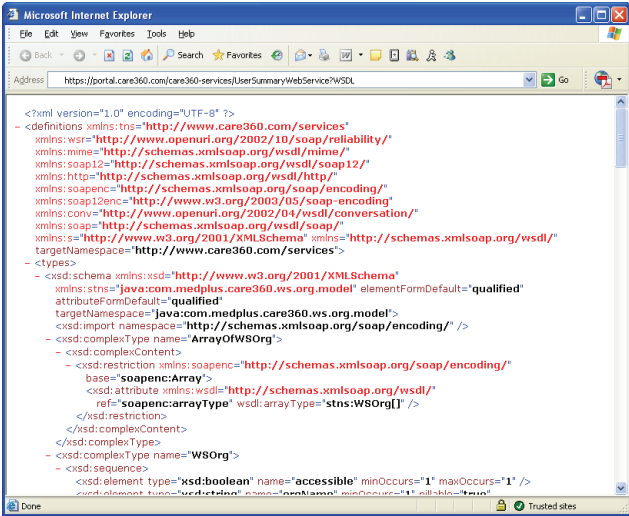 Microsoft Internet Explorer
File Edit View Favorites Tools Help
Back Search Favorites
Address https://portal.care360.com/care360-services/UserSummaryWebService?WSDL Go
<?xml version="1.0" encoding="UTF-8" ?>
- <definitions xmlns:tns="http://www.care360.com/services"
xmlns:wsr="http://www.openuri.org/2002/10/soap/reliability/"
xmlns:mime="http://schemas.xmlsoap.org/wsdl/mime/"
xmlns:soap12="http://schemas.xmlsoap.org/wsdl/soap12/"
xmlns:http="http://schemas.xmlsoap.org/wsdl/http/"
xmlns:soapenc="http://schemas.xmlsoap.org/soap/encoding/"
xmlns:soap12enc="http://www.w3.org/2003/05/soap-encoding"
xmlns:conv="http://www.openuri.org/2002/04/wsdl/conversation/"
xmlns:soap="http://schemas.xmlsoap.org/wsdl/soap/"
xmlns:s="http://www.w3.org/2001/XMLSchema" xmlns="http://schemas.xmlsoap.org/wsdl/"
targetNamespace="http://www.care360.com/services">
- <types>
- <xsd:schema xmlns:xsd="http://www.w3.org/2001/XMLSchema"
xmlns:stns="java:com.medplus.care360.ws.org.model" elementFormDefault="qualified"
attributeFormDefault="qualified"
targetNamespace="java:com.medplus.care360.ws.org.model">
<xsd:import namespace="http://schemas.xmlsoap.org/soap/encoding/" />
- <xsd:complexType name="ArrayOfWSOrg">
- <xsd:complexContent>
- <xsd:restriction xmlns:soapenc="http://schemas.xmlsoap.org/soap/encoding/"
base="soapenc:Array">
<xsd:attribute xmlns:wsdl="http://schemas.xmlsoap.org/wsdl/"
ref="soapenc:arrayType" wsdl:arrayType="stns:WSOrg[]" />
</xsd:restriction>
</xsd:complexContent>
</xsd:complexType>
- <xsd:complexType name="WSOrg">
- <xsd:sequence>
<xsd:element type="xsd:boolean" name="accessible" minOccurs="1" maxOccurs="1" />
<xsd:element type="xsd:string" name="orgName" minOccurs="1" nillable="true"
Done Trusted sites